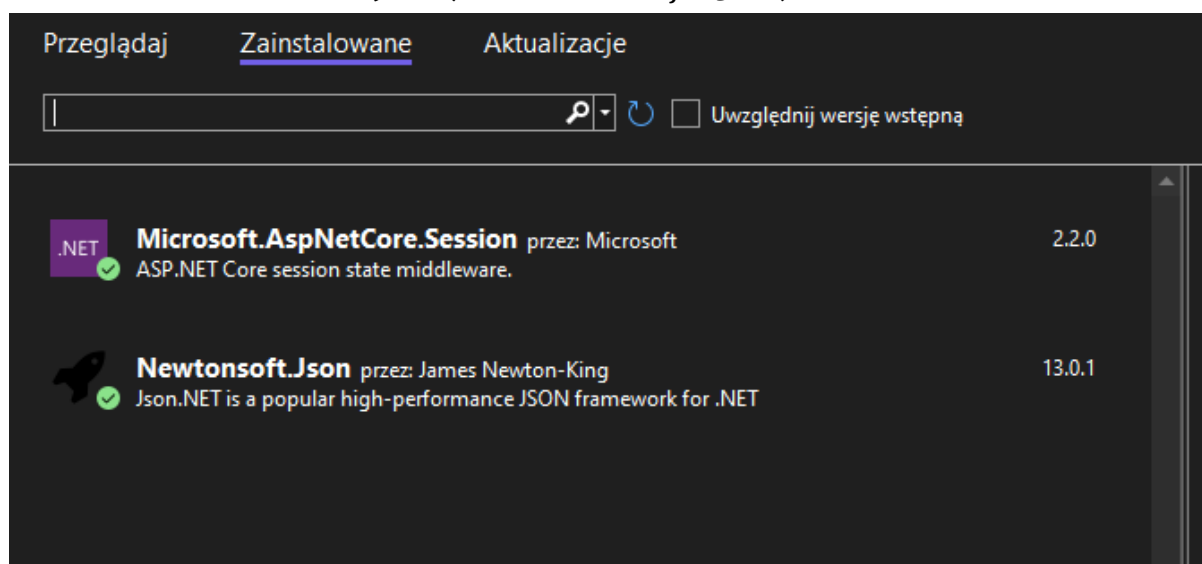 Przeglądaj Zainstalowane Aktualizacje
Uwzględnij wersję wstępną
.NET Microsoft.AspNetCore.Session przez: Microsoft 2.2.0
ASP.NET Core session state middleware.
Newtonsoft.Json przez: James Newton-King 13.0.1
Json.NET is a popular high-performance JSON framework for .NET